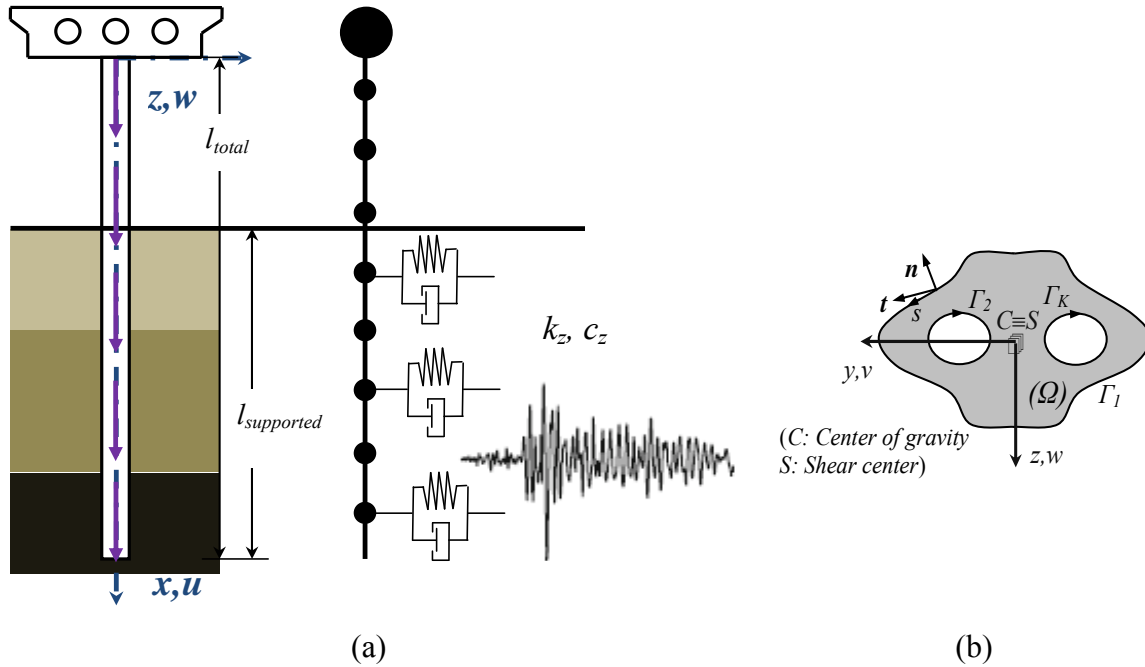 z,w
l_total
l_supported
k_z, c_z
x,u
n
t
s
Γ_2
Γ_K
C≡S
y,v
(Ω)
Γ_1
(C: Center of gravity
S: Shear center)
z,w
(a)
(b)